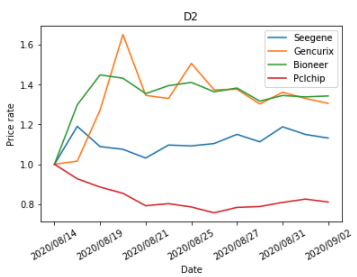 D2
Seegene
Gencurix
Bioneer
Pclchip
Price rate
1.6
1.4
1.2
1.0
0.8
2020/08/14
2020/08/19
2020/08/21
2020/08/25
2020/08/27
2020/08/31
2020/09/02
Date